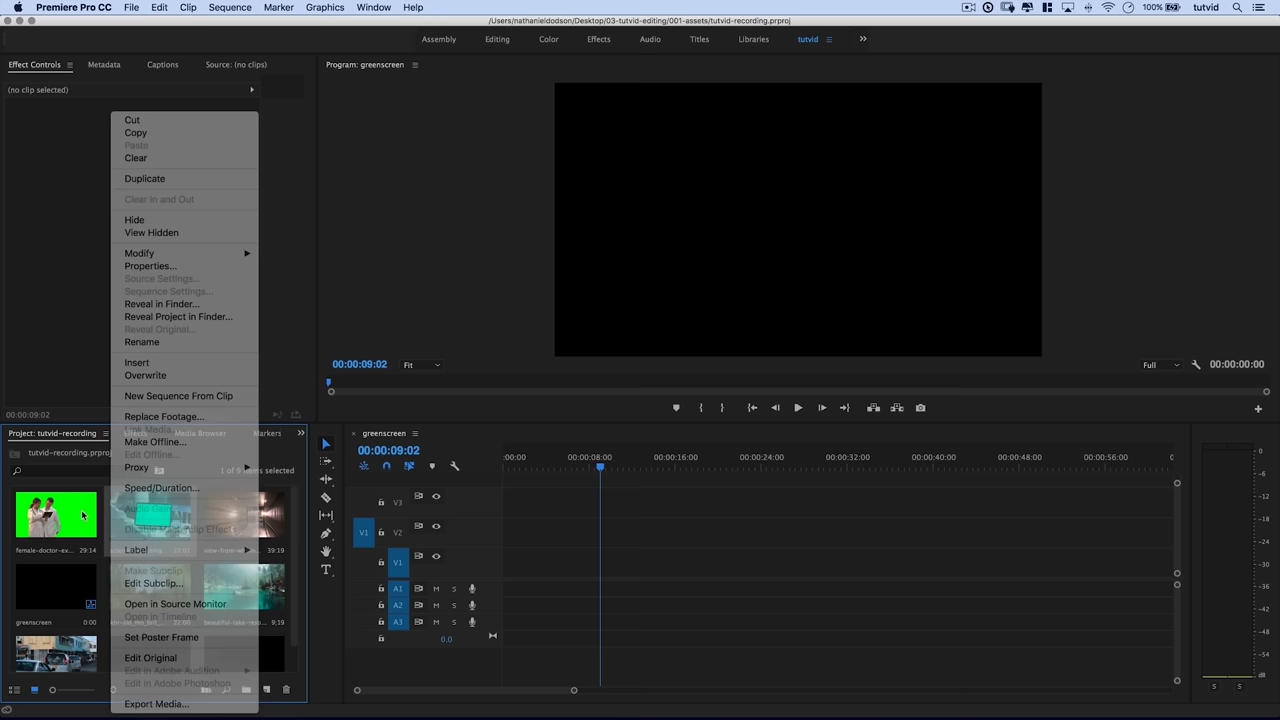 Premiere Pro CC File Edit Clip Sequence Marker Graphics Window Help 100% tutvid
/Users/nathanieldodson/Desktop/03-tutvid-editing/001-assets/tutvid-recording.prproj
Assembly Editing Color Effects Audio Titles Libraries tutvid
Effect Controls Metadata Captions Source: (no clips) Program: greenscreen
(no clip selected)
Cut
Copy
Paste
Clear
Duplicate
Clear In and Out
Hide
View Hidden
Modify
Properties...
Source Settings...
Sequence Settings...
Reveal in Finder...
Reveal Project in Finder...
Reveal Original...
Rename
Insert
Overwrite
New Sequence From Clip
Replace Footage...
Link Media...
Make Offline...
Edit Offline...
Proxy
Speed/Duration...
Audio Gain...
Label
Make Subclip
Edit Subclip...
Open in Source Monitor
Open in Timeline
Set Poster Frame
Edit Original
Edit in Adobe Audition
Edit in Adobe Photoshop
Export Media...
00:00:09:02 Fit Full 00:00:00:00
00:00:09:02
Project: tutvid-recording Effects Media Browser Markers
tutvid-recording.prproj
1 of 9 items selected
female-doctor-ex... 29:14
39:19
greenscreen 0:00
9;19
greenscreen
00:00:09:02
:00:00 00:00:08:00 00:00:16:00 00:00:24:00 00:00:32:00 00:00:40:00 00:00:48:00 00:00:56:00
V3
V1 V2
V1
A1 M S
A2 M S
A3 M S
0.0
0
-6
-12
-18
-24
-30
-36
-42
-48
-54
dB
S S